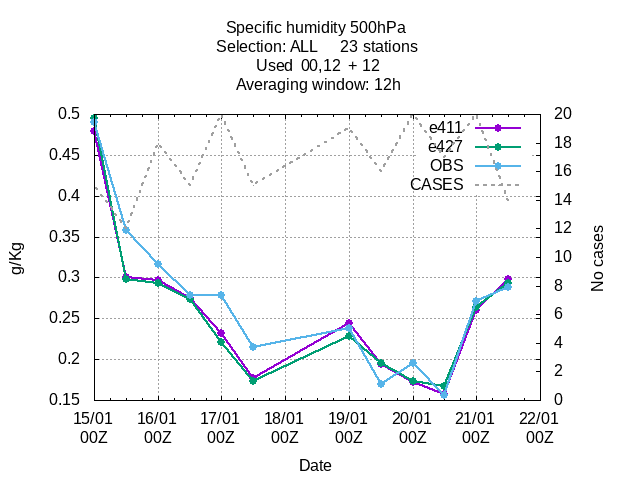 Specific humidity 500hPa
Selection: ALL 23 stations
Used 00,12 + 12
Averaging window: 12h
0.5
0.45
0.4
0.35
0.3
0.25
0.2
0.15
g/Kg
e411
e427
OBS
CASES
20
18
16
14
12
10
8
6
4
2
0
No cases
15/01 16/01 17/01 18/01 19/01 20/01 21/01 22/01
00Z 00Z 00Z 00Z 00Z 00Z 00Z 00Z
Date